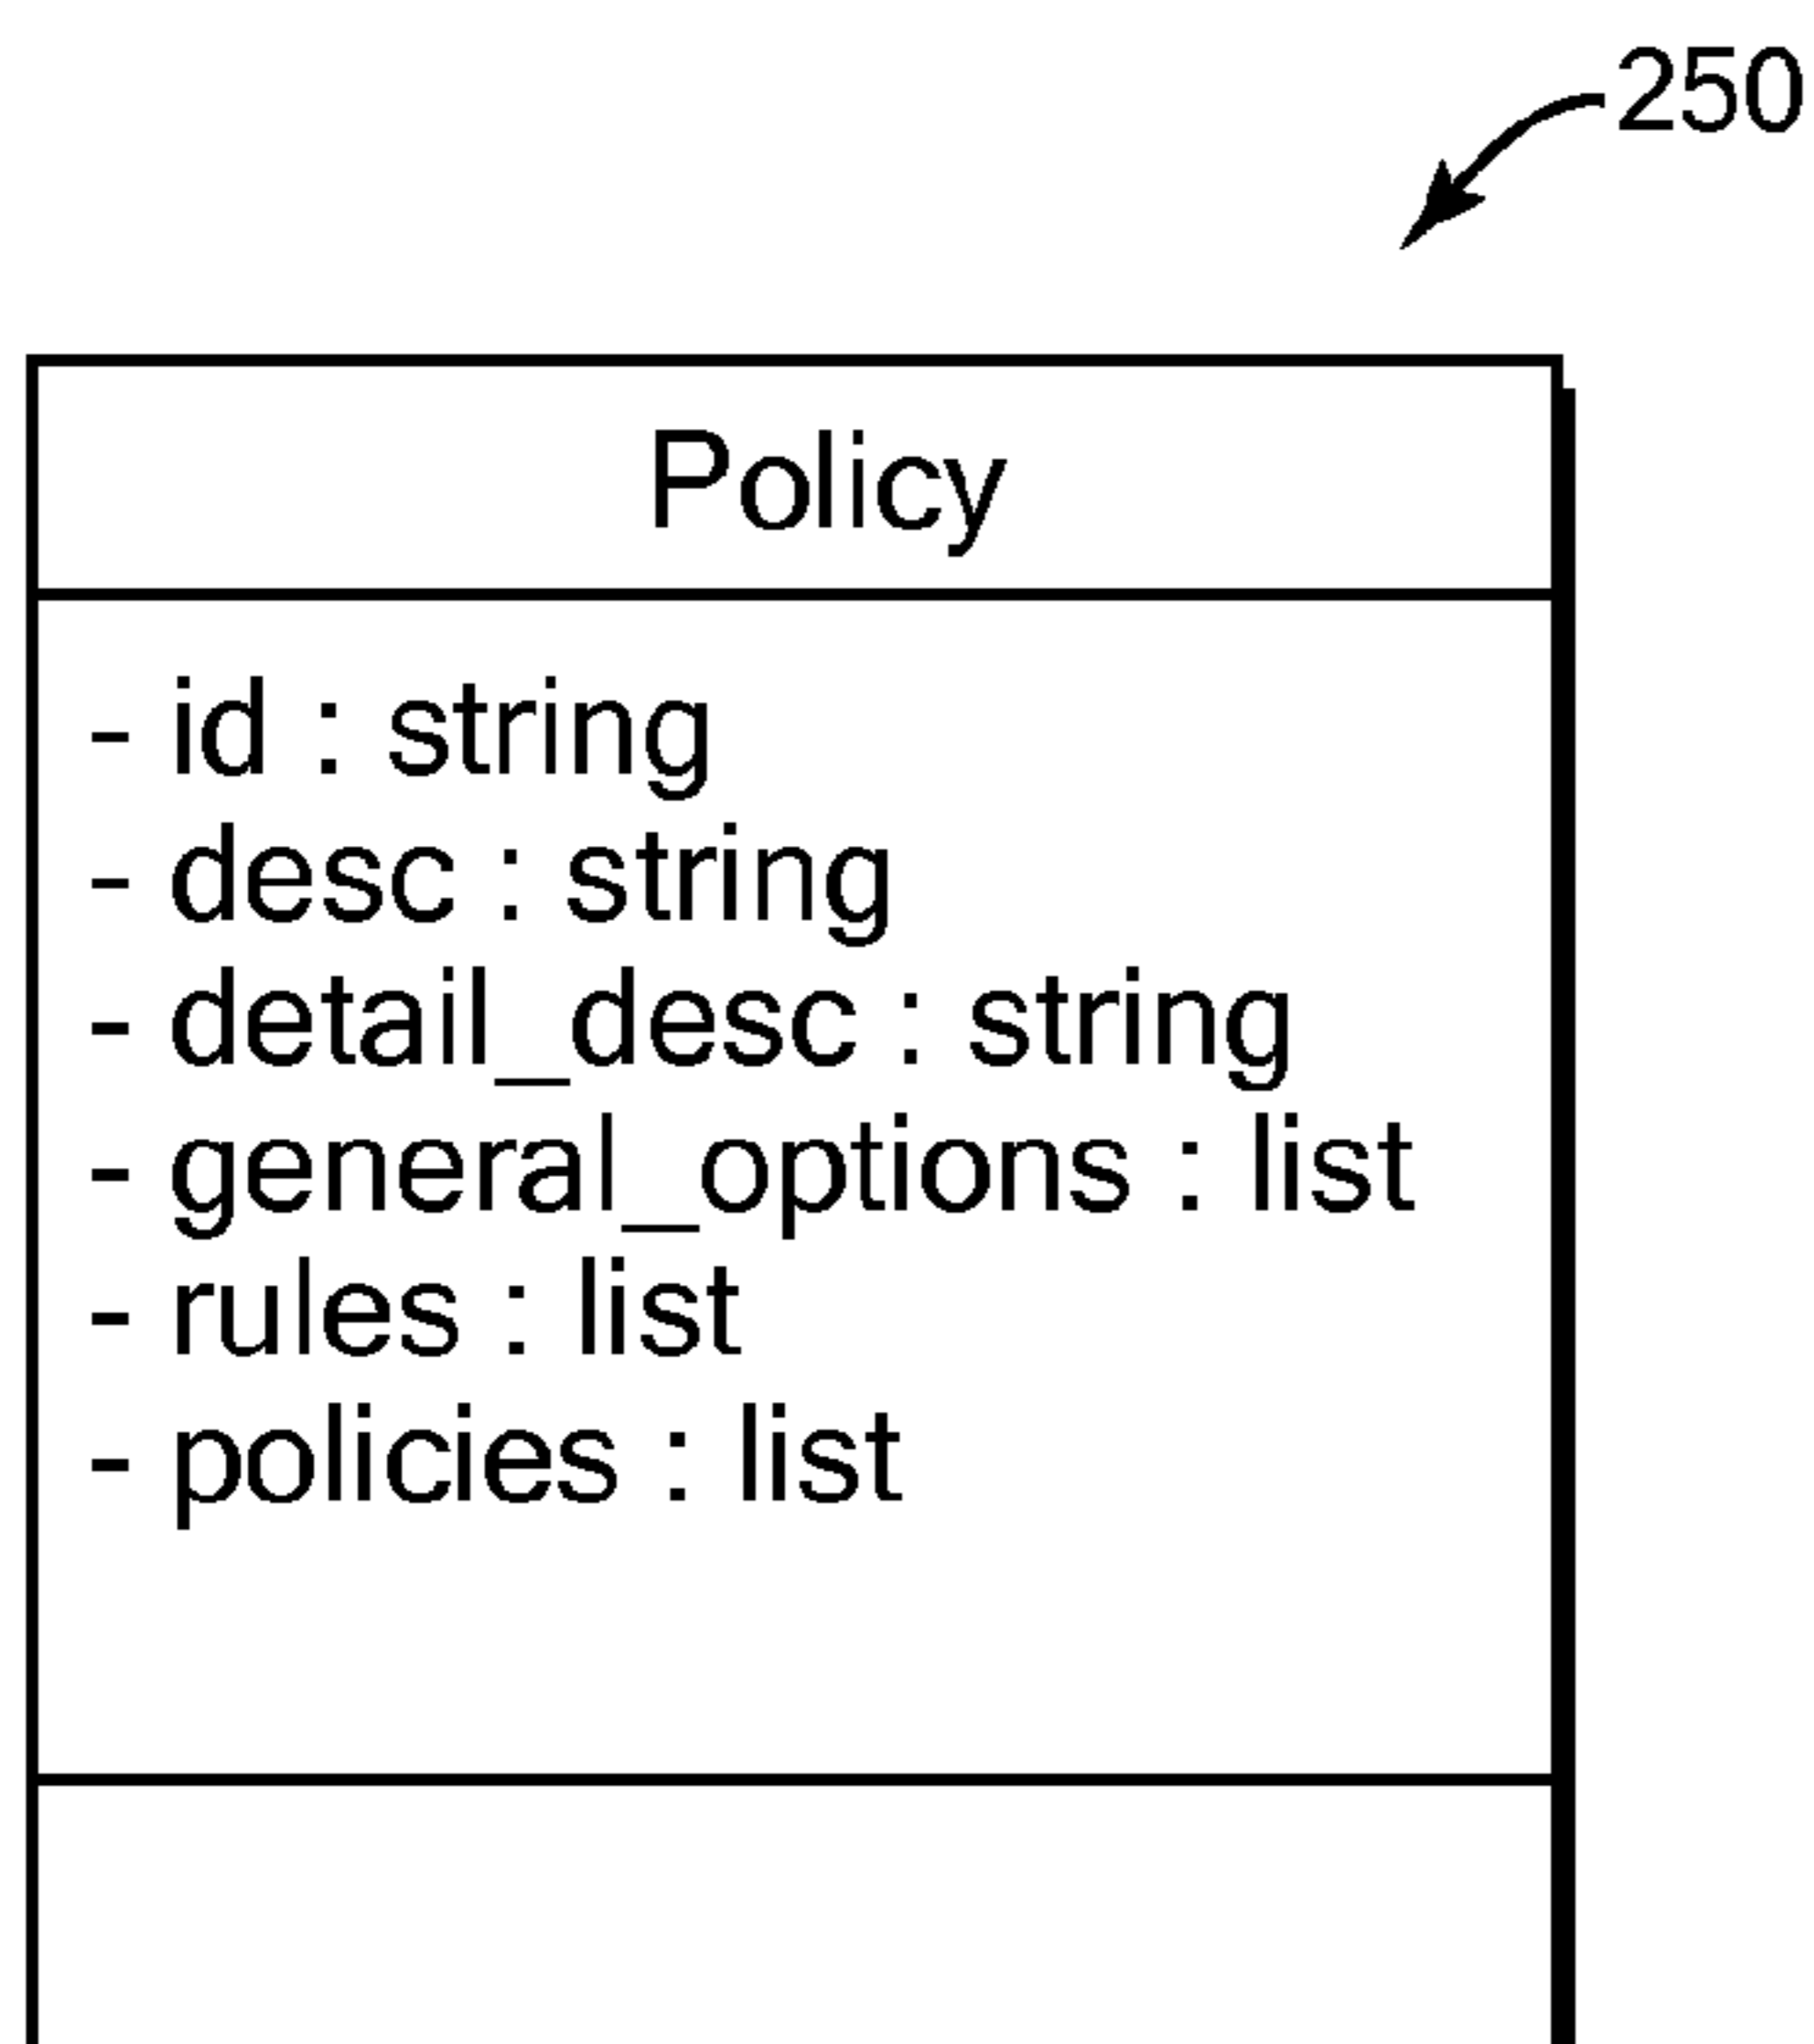 250
Policy
- id : string
- desc : string
- detail_desc : string
- general_options : list
- rules : list
- policies : list